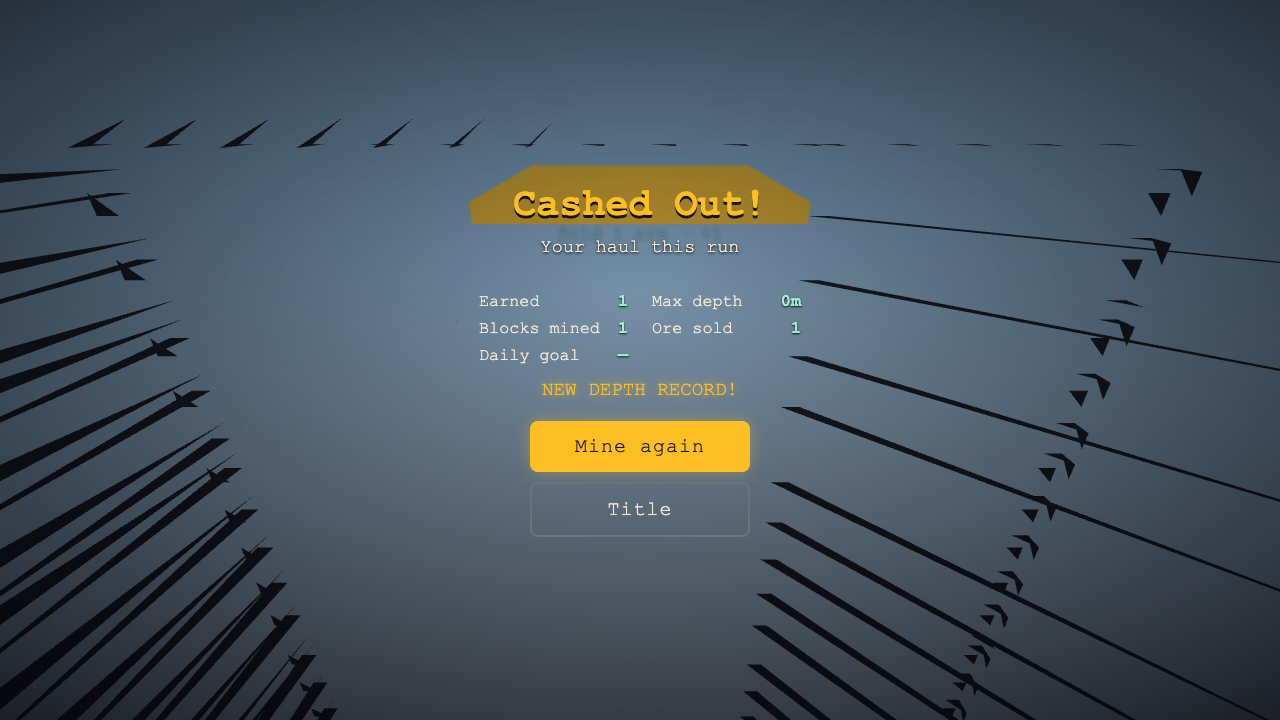 Cashed Out!
Your haul this run
Earned 1 Max depth 0m
Blocks mined 1 Ore sold 1
Daily goal —
NEW DEPTH RECORD!
Mine again
Title